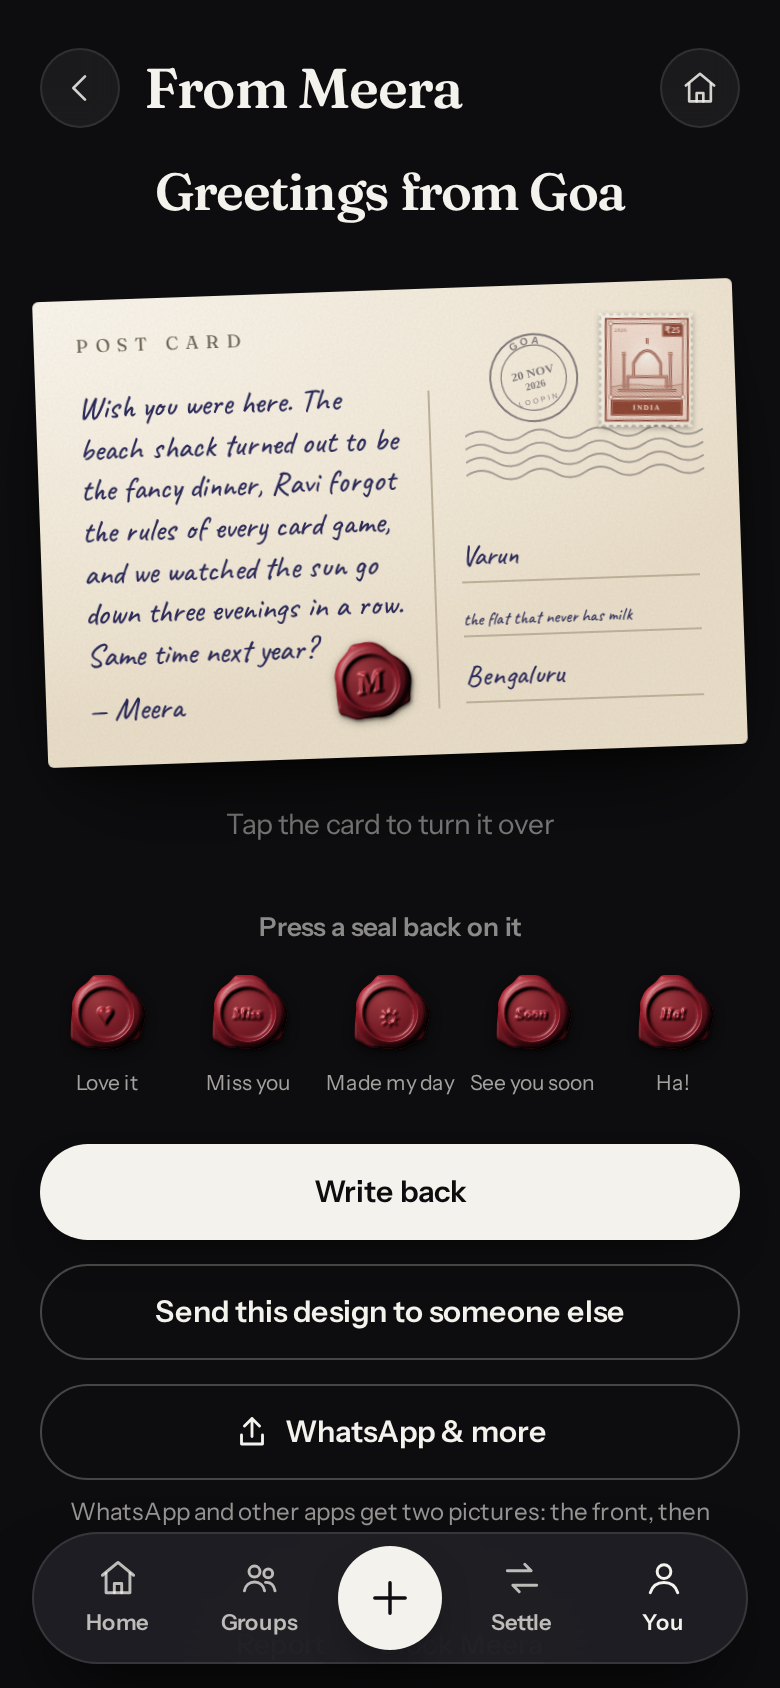 From Meera
Greetings from Goa
POST CARD
Wish you were here. The
beach shack turned out to be
the fancy dinner, Ravi forgot
the rules of every card game,
and we watched the sun go
down three evenings in a row.
Same time next year?
— Meera
M
GOA
20 NOV
2026
LOOPIN
₹25
INDIA
Varun
the flat that never has milk
Bengaluru
Tap the card to turn it over
Press a seal back on it
Miss
Soon
Ha!
Love it
Miss you
Made my day
See you soon
Ha!
Write back
Send this design to someone else
WhatsApp & more
WhatsApp and other apps get two pictures: the front, then
Report Meera
Home
Groups
Settle
You